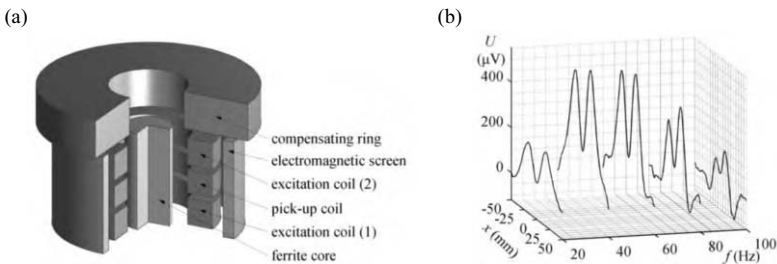 (a)
compensating ring
electromagnetic screen
excitation coil (2)
pick-up coil
excitation coil (1)
ferrite core
(b)
U
(μV)
400
200
0
-50
-25
0
25
50
x (mm)
20
40
60
80
100
f (Hz)